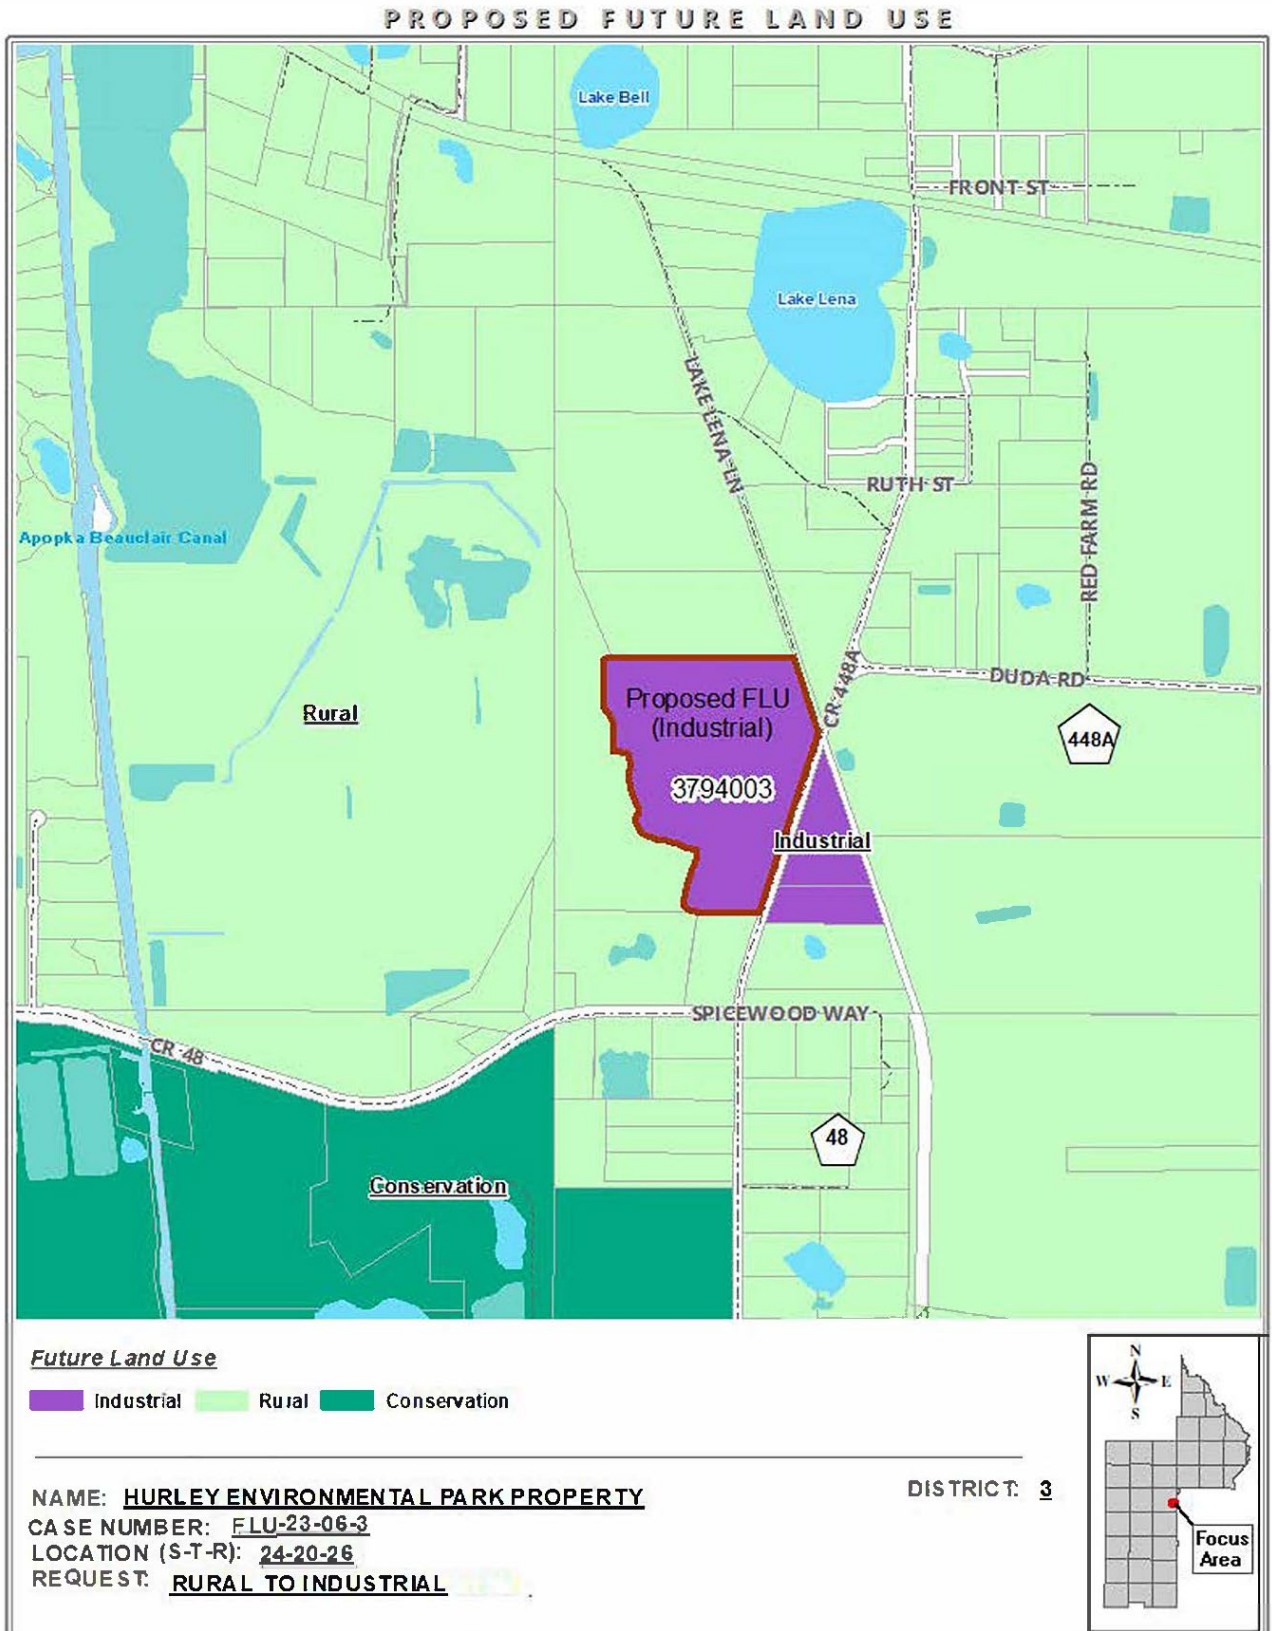 PROPOSED FUTURE LAND USE
Lake Bell
FRONT ST
Lake Lena
LAKE LENA LN
RUTH ST
RED FARM RD
Apopka Beauclair Canal
CR 448A
DUDA RD
Rural
Proposed FLU
(Industrial)
448A
3794003
Industrial
SPICEWOOD WAY
CR 48
48
Conservation
Future Land Use
Industrial Rural Conservation
N
W E
S
Focus
Area
NAME: HURLEY ENVIRONMENTAL PARK PROPERTY
DISTRICT: 3
CASE NUMBER: FLU-23-06-3
LOCATION (S-T-R): 24-20-26
REQUEST: RURAL TO INDUSTRIAL